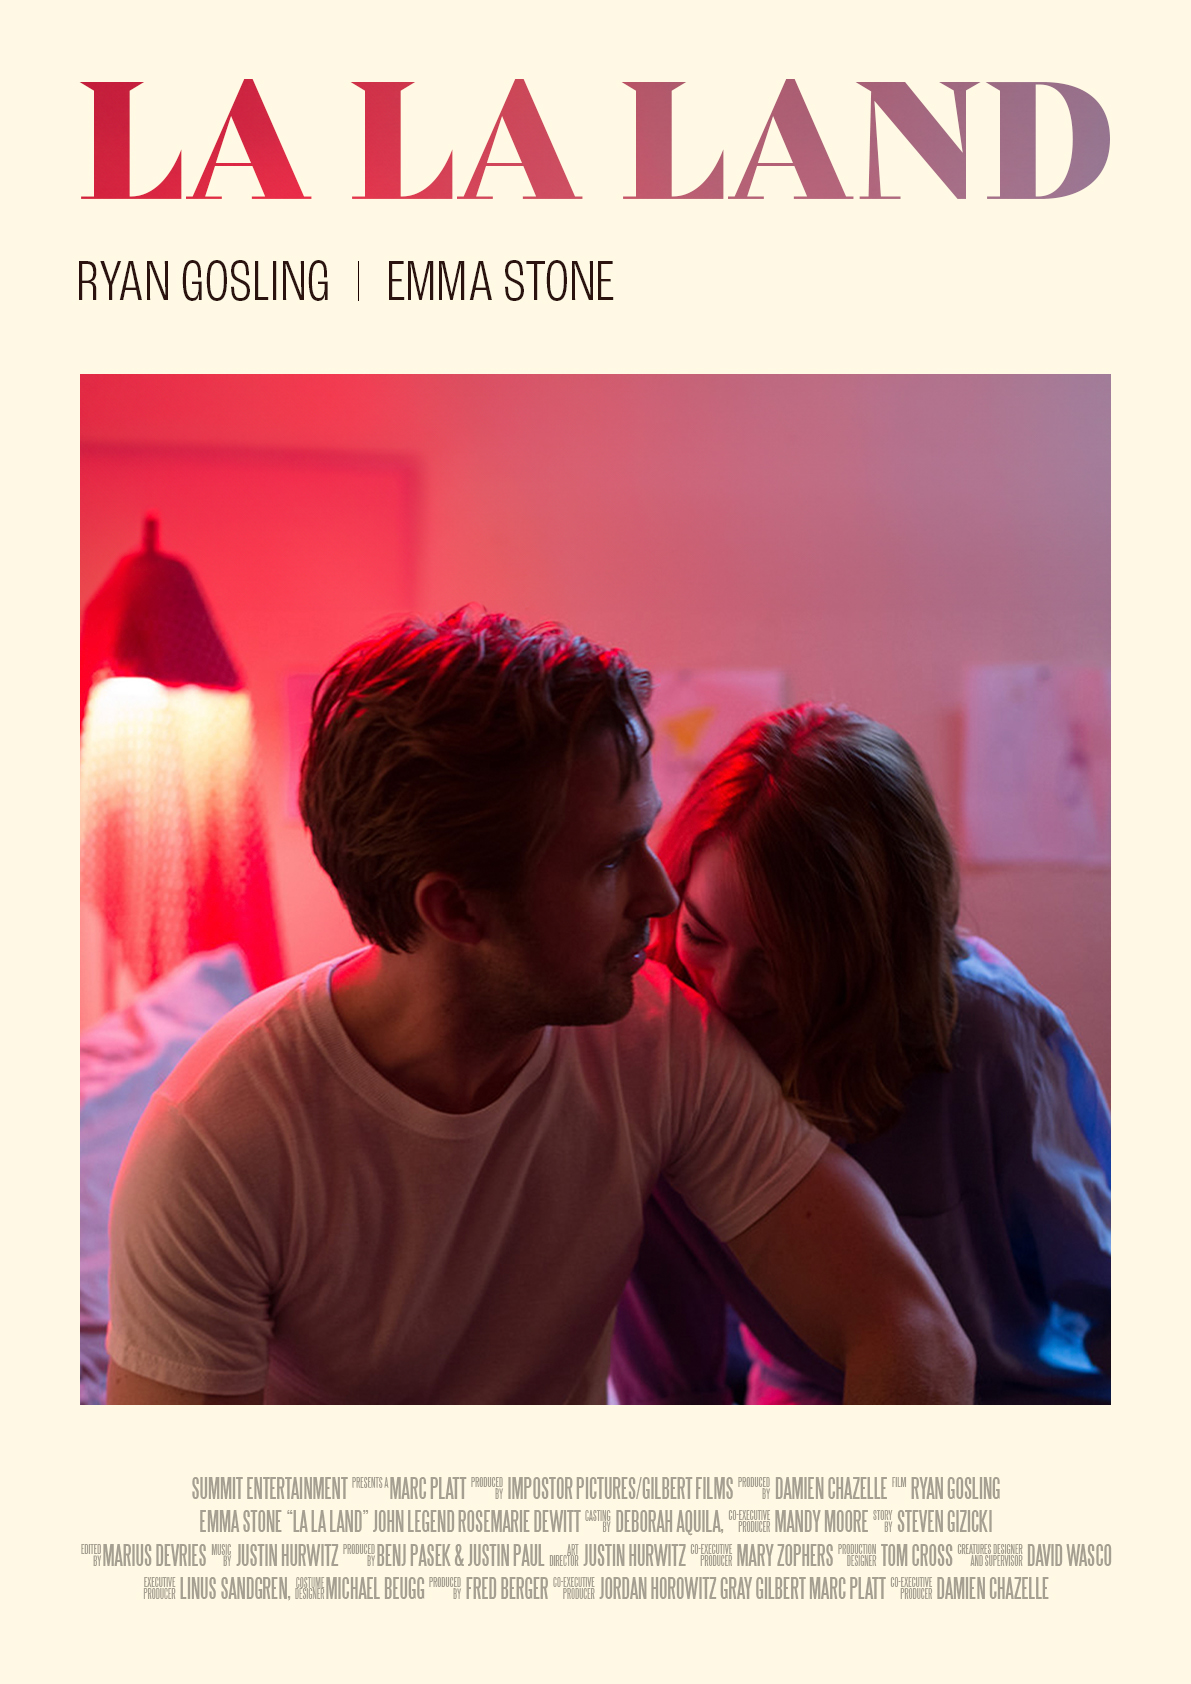 LA LA LAND
RYAN GOSLING | EMMA STONE
SUMMIT ENTERTAINMENT PRESENTS A MARC PLATT PRODUCED BY IMPOSTOR PICTURES/GILBERT FILMS PRODUCED BY DAMIEN CHAZELLE FILM RYAN GOSLING
EMMA STONE “LA LA LAND” JOHN LEGEND ROSEMARIE DEWITT CASTING BY DEBORAH AQUILA, CO-EXECUTIVE PRODUCER MANDY MOORE STORY BY STEVEN GIZICKI
EDITED BY MARIUS DEVRIES MUSIC BY JUSTIN HURWITZ PRODUCED BY BENJ PASEK & JUSTIN PAUL ART DIRECTOR JUSTIN HURWITZ CO-EXECUTIVE PRODUCER MARY ZOPHERS PRODUCTION DESIGNER TOM CROSS CREATURES DESIGNER AND SUPERVISOR DAVID WASCO
EXECUTIVE PRODUCER LINUS SANDGREN, COSTUME DESIGNER MICHAEL BEUGG PRODUCED BY FRED BERGER CO-EXECUTIVE PRODUCER JORDAN HOROWITZ GRAY GILBERT MARC PLATT CO-EXECUTIVE PRODUCER DAMIEN CHAZELLE